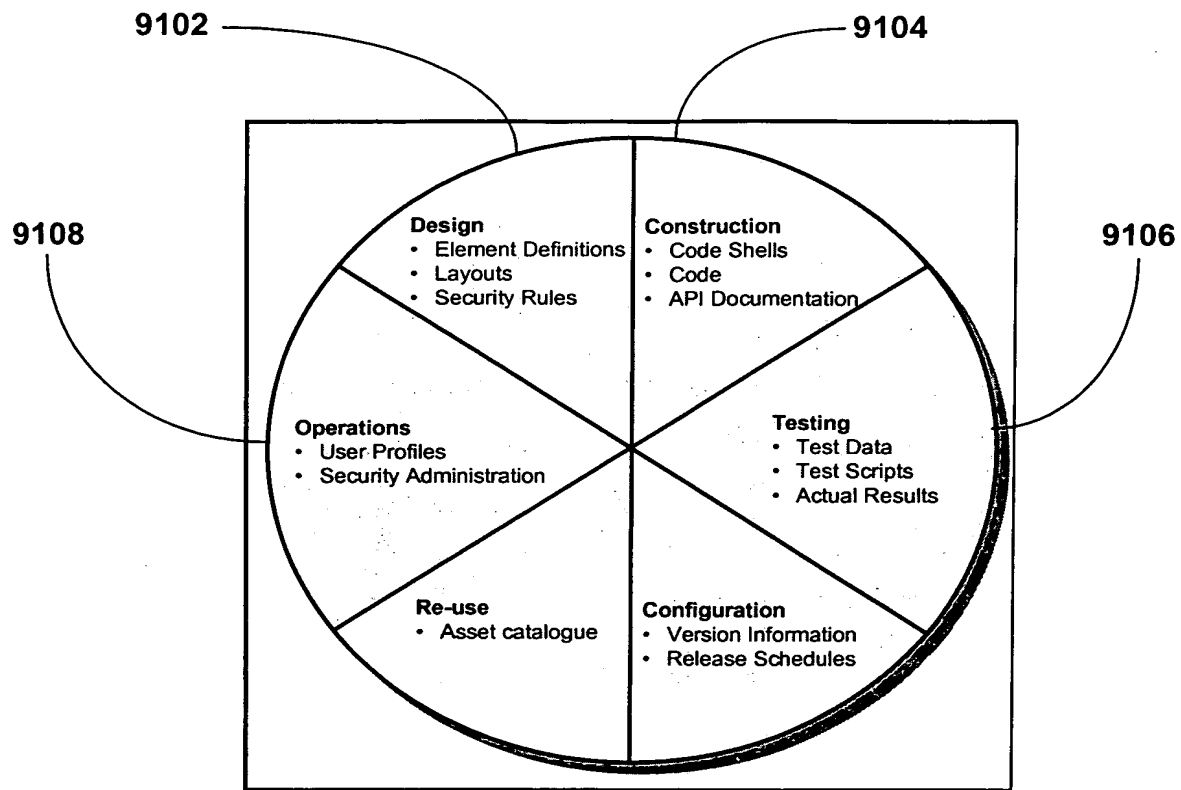 9102
9104
9108
9106
Design
• Element Definitions
• Layouts
• Security Rules
Construction
• Code Shells
• Code
• API Documentation
Operations
• User Profiles
• Security Administration
Testing
• Test Data
• Test Scripts
• Actual Results
Re-use
• Asset catalogue
Configuration
• Version Information
• Release Schedules